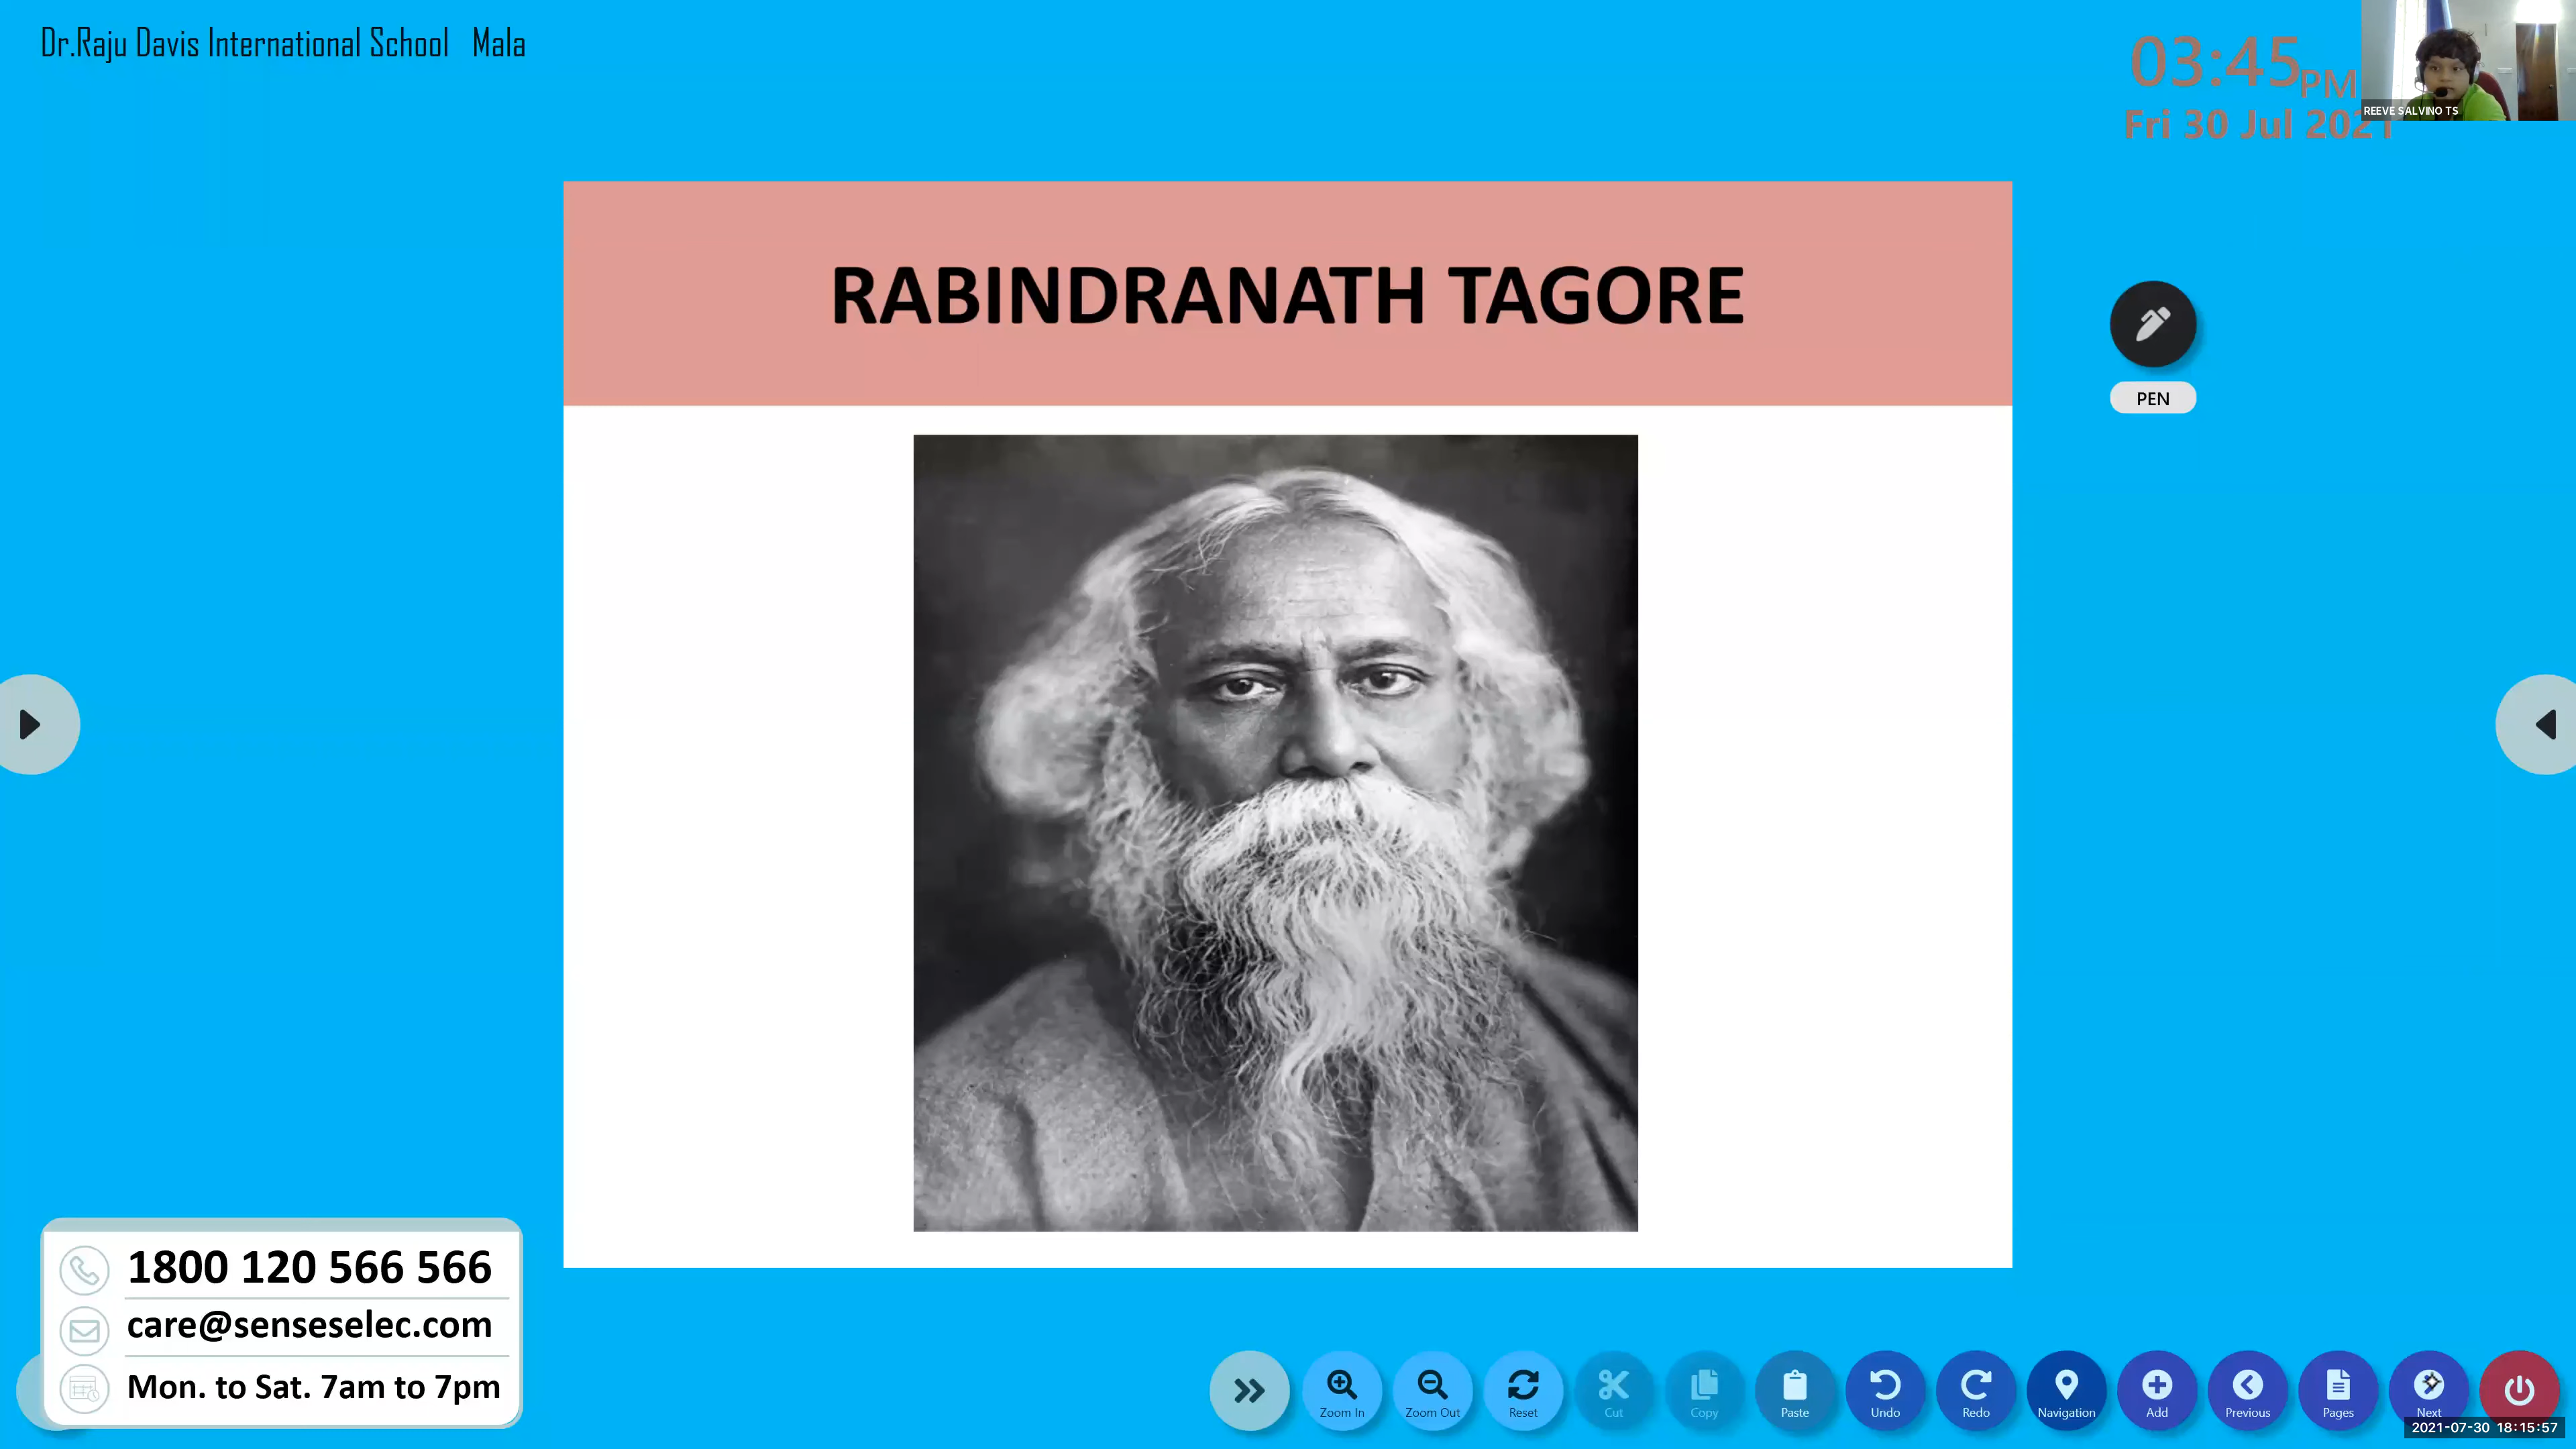 Dr.Raju Davis International School Mala
03:45PM
Fri 30 Jul 2021
REEVE SALVINO TS
RABINDRANATH TAGORE
PEN
1800 120 566 566
care@senseselec.com
Mon. to Sat. 7am to 7pm
Zoom In
Zoom Out
Reset
Cut
Copy
Paste
Undo
Redo
Navigation
Add
Previous
Pages
Next
2021-07-30 18:15:57